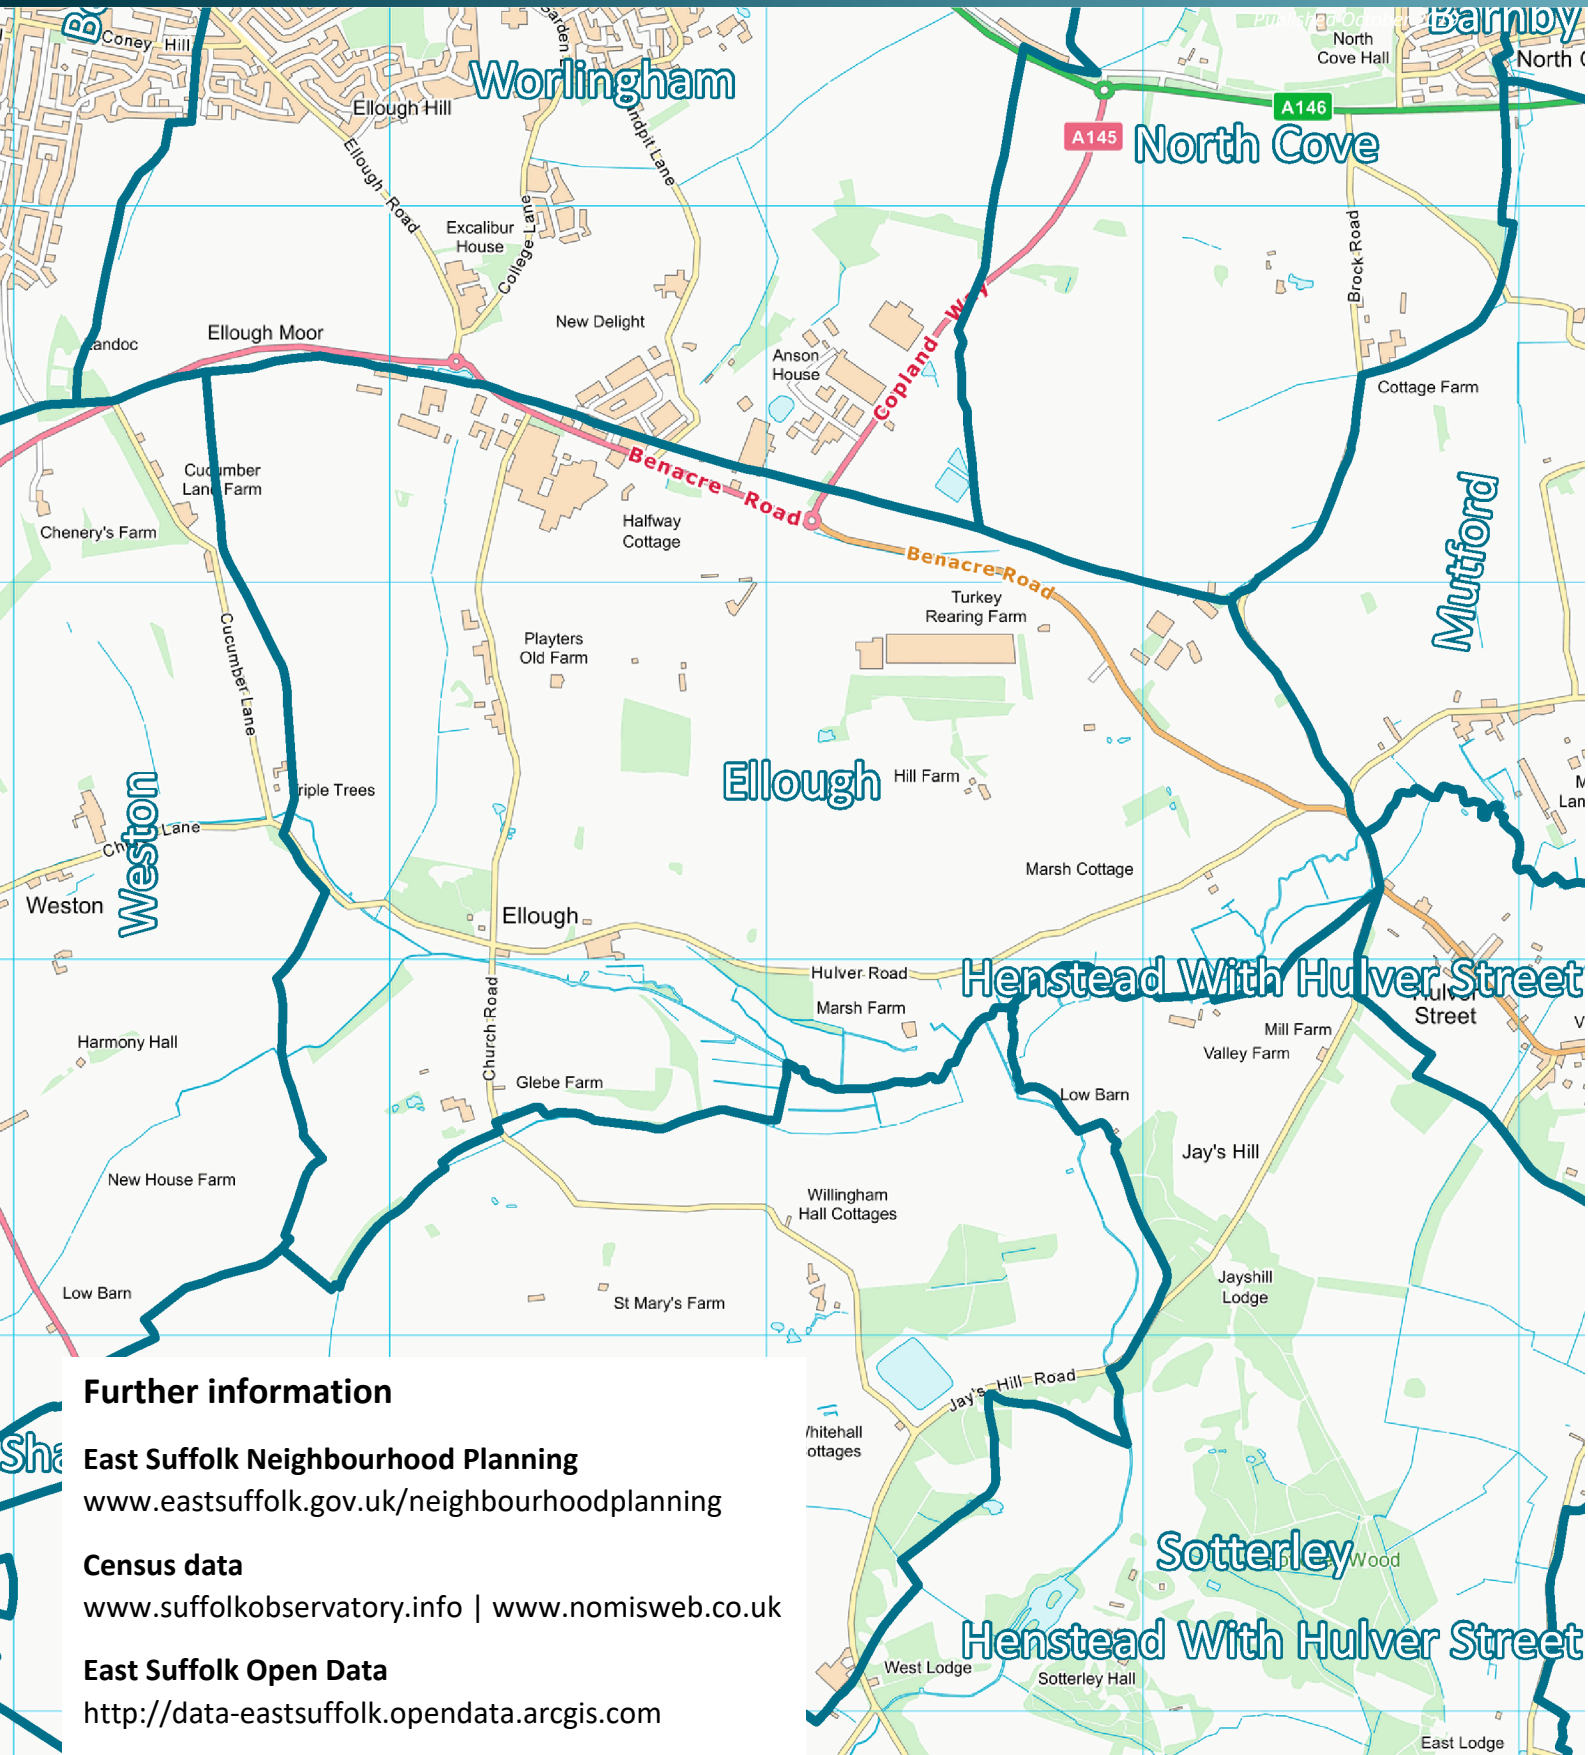 Published October 2019
Barnby
Coney Hill
Worlingham
Ellough Hill
North
Cove Hall
A146
A145
North Cove
Ellough Road
College Lane
Excalibur
House
Brock Road
New Delight
Ellough Moor
Anson
House
Copland Way
Cottage Farm
Cucumber
Lane Farm
Chenery's Farm
Benacre Road
Halfway
Cottage
Benacre Road
Mutford
Turkey
Rearing Farm
Cucumber Lane
Playters
Old Farm
Ellough
Hill Farm
Weston
Lane
Marsh Cottage
Weston
Ellough
Hulver Road
Henstead With Hulver Street
Marsh Farm
Hulver
Street
Church Road
Harmony Hall
Mill Farm
Valley Farm
Glebe Farm
Low Barn
Jay's Hill
New House Farm
Willingham
Hall Cottages
Low Barn
St Mary's Farm
Jayshill
Lodge
Jay's Hill Road
Further information
East Suffolk Neighbourhood Planning
www.eastsuffolk.gov.uk/neighbourhoodplanning
Census data
www.suffolkobservatory.info | www.nomisweb.co.uk
East Suffolk Open Data
http://data-eastsuffolk.opendata.arcgis.com
Sotterley
Wood
Henstead With Hulver Street
West Lodge
Sotterley Hall
East Lodge